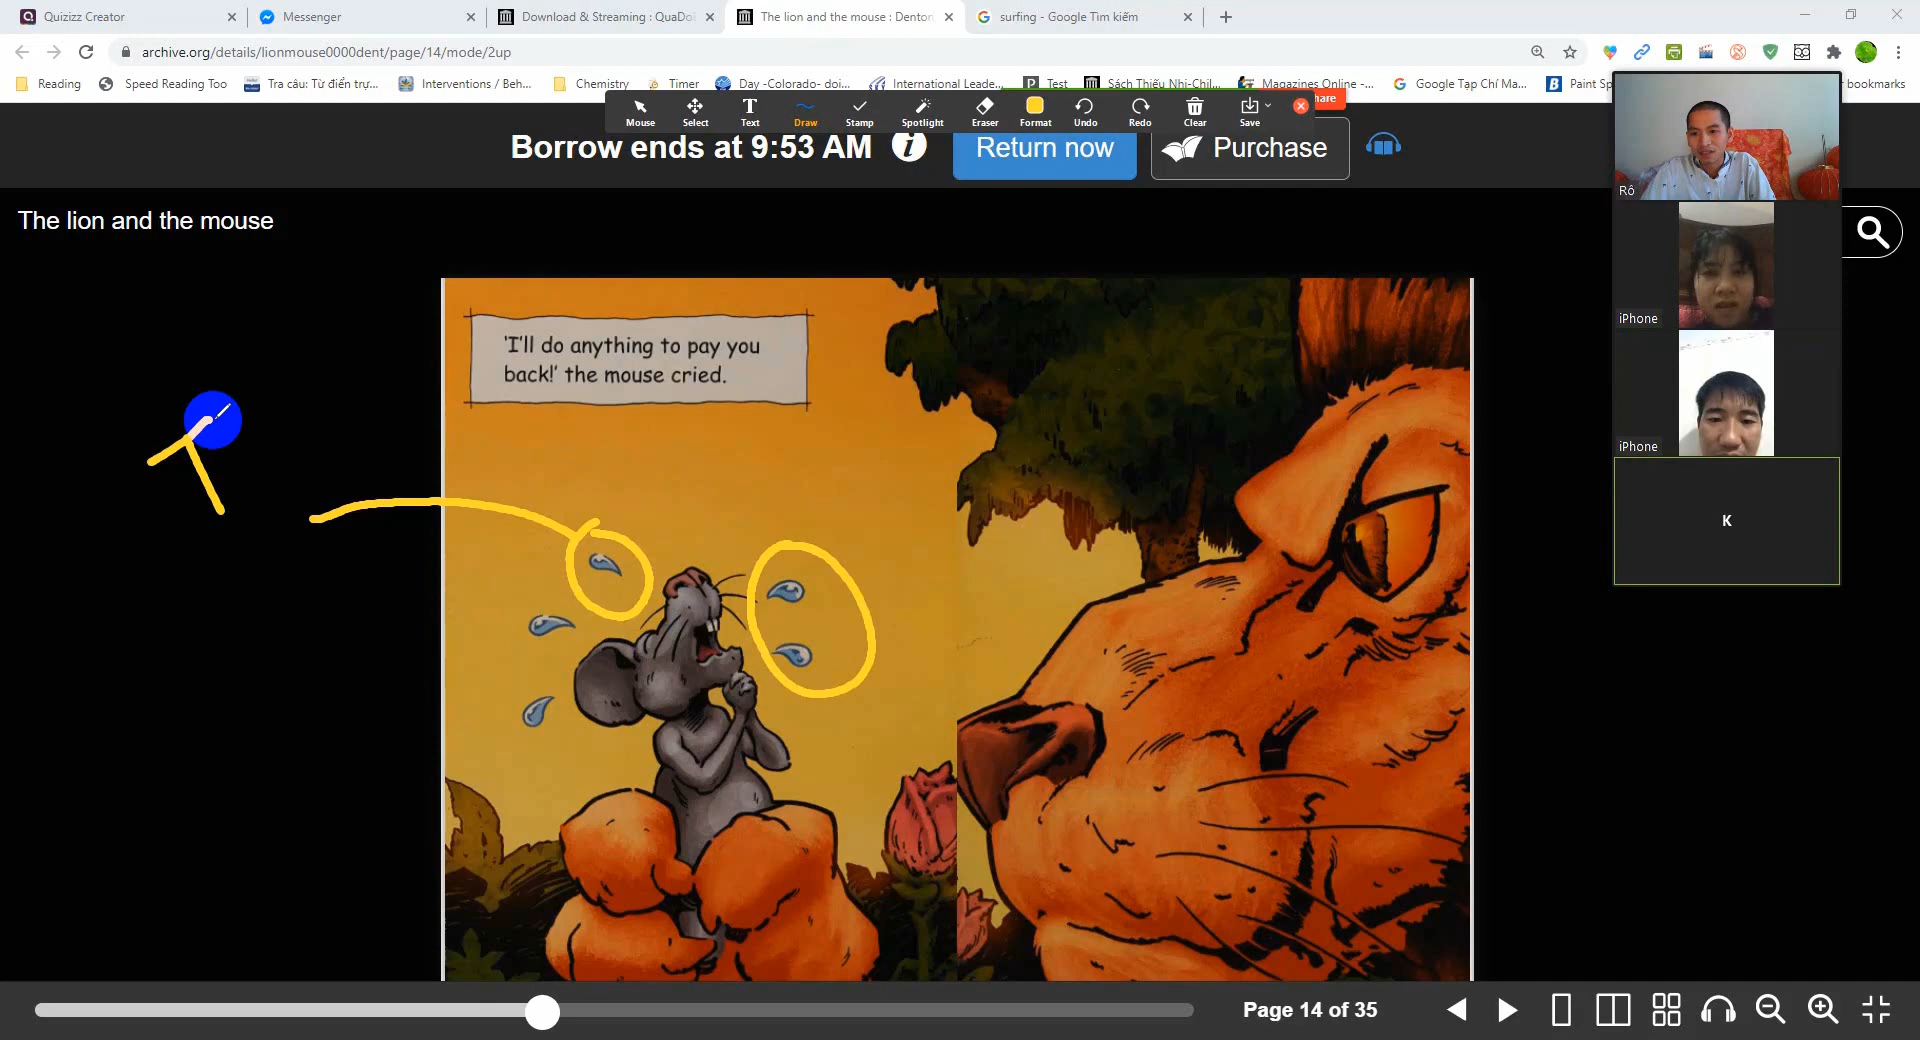 Quizizz Creator
Messenger
Download & Streaming : QuaDo
The lion and the mouse : Denton
surfing - Google Tìm kiếm
archive.org/details/lionmouse0000dent/page/14/mode/2up
Reading
Speed Reading Too
Tra câu: Từ điển trự...
Interventions / Beh...
Chemistry
Timer
Day -Colorado- doi...
International Leade...
Test
Sách Thiếu Nhi-Chil...
Magazines Online -...
Google Tạp Chí Ma...
Paint Sp
bookmarks
Mouse
Select
Text
Draw
Stamp
Spotlight
Eraser
Format
Undo
Redo
Clear
Save
hare
Borrow ends at 9:53 AM
Return now
Purchase
The lion and the mouse
Rô
iPhone
iPhone
K
'I'll do anything to pay you
back!' the mouse cried.
Page 14 of 35